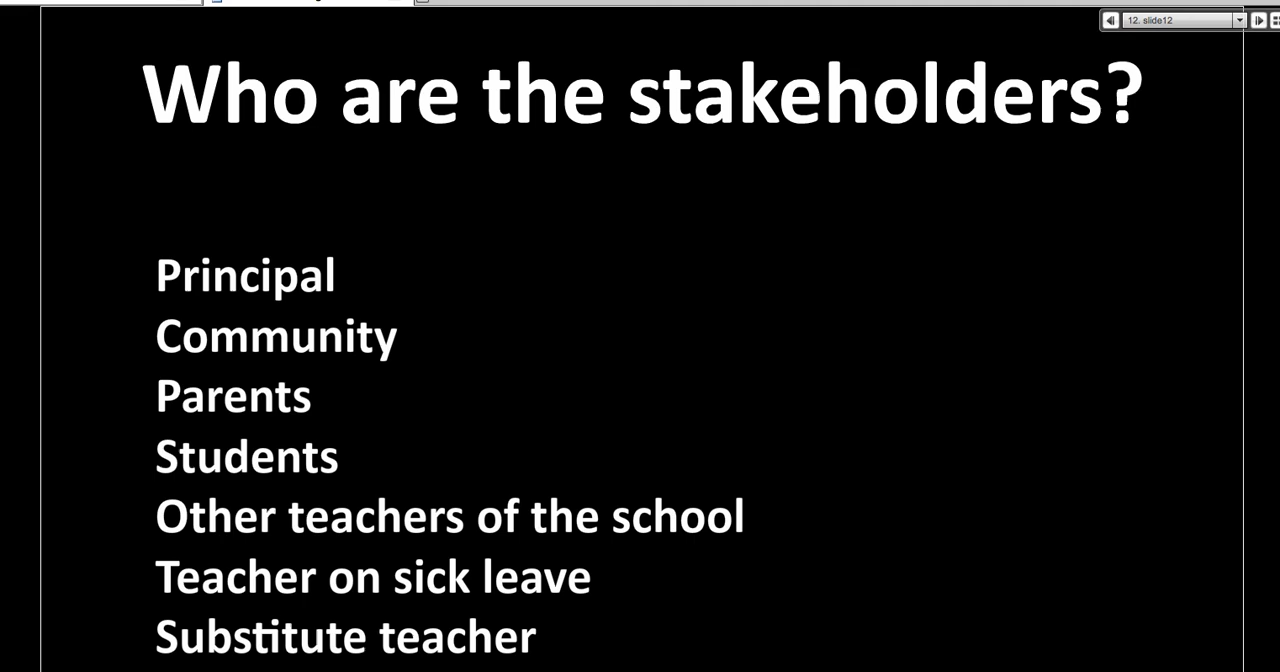 12. slide12
Who are the stakeholders?
Principal
Community
Parents
Students
Other teachers of the school
Teacher on sick leave
Substitute teacher